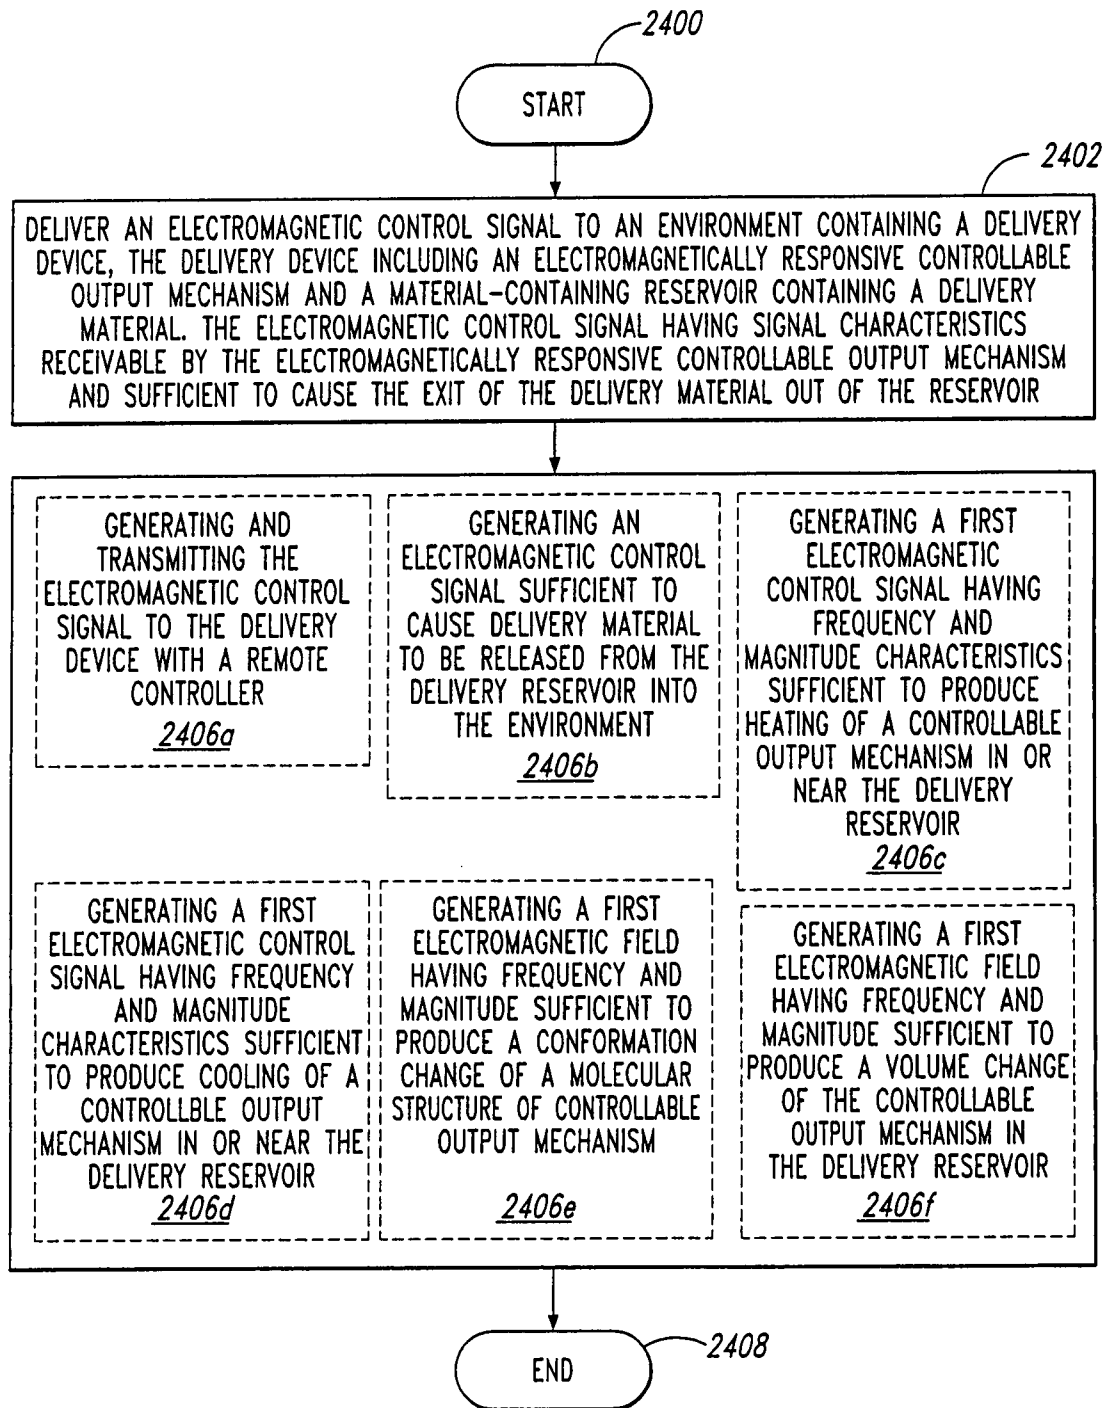 2400
START
2402
DELIVER AN ELECTROMAGNETIC CONTROL SIGNAL TO AN ENVIRONMENT CONTAINING A DELIVERY
DEVICE, THE DELIVERY DEVICE INCLUDING AN ELECTROMAGNETICALLY RESPONSIVE CONTROLLABLE
OUTPUT MECHANISM AND A MATERIAL-CONTAINING RESERVOIR CONTAINING A DELIVERY
MATERIAL. THE ELECTROMAGNETIC CONTROL SIGNAL HAVING SIGNAL CHARACTERISTICS
RECEIVABLE BY THE ELECTROMAGNETICALLY RESPONSIVE CONTROLLABLE OUTPUT MECHANISM
AND SUFFICIENT TO CAUSE THE EXIT OF THE DELIVERY MATERIAL OUT OF THE RESERVOIR
GENERATING AND
TRANSMITTING THE
ELECTROMAGNETIC CONTROL
SIGNAL TO THE DELIVERY
DEVICE WITH A REMOTE
CONTROLLER
2406a
GENERATING AN
ELECTROMAGNETIC CONTROL
SIGNAL SUFFICIENT TO
CAUSE DELIVERY MATERIAL
TO BE RELEASED FROM THE
DELIVERY RESERVOIR INTO
THE ENVIRONMENT
2406b
GENERATING A FIRST
ELECTROMAGNETIC
CONTROL SIGNAL HAVING
FREQUENCY AND
MAGNITUDE CHARACTERISTICS
SUFFICIENT TO PRODUCE
HEATING OF A CONTROLLABLE
OUTPUT MECHANISM IN OR
NEAR THE DELIVERY
RESERVOIR
2406c
GENERATING A FIRST
ELECTROMAGNETIC CONTROL
SIGNAL HAVING FREQUENCY
AND MAGNITUDE
CHARACTERISTICS SUFFICIENT
TO PRODUCE COOLING OF A
CONTROLLBLE OUTPUT
MECHANISM IN OR NEAR THE
DELIVERY RESERVOIR
2406d
GENERATING A FIRST
ELECTROMAGNETIC FIELD
HAVING FREQUENCY AND
MAGNITUDE SUFFICIENT TO
PRODUCE A CONFORMATION
CHANGE OF A MOLECULAR
STRUCTURE OF CONTROLLABLE
OUTPUT MECHANISM
2406e
GENERATING A FIRST
ELECTROMAGNETIC FIELD
HAVING FREQUENCY AND
MAGNITUDE SUFFICIENT TO
PRODUCE A VOLUME CHANGE
OF THE CONTROLLABLE
OUTPUT MECHANISM IN
THE DELIVERY RESERVOIR
2406f
END
2408